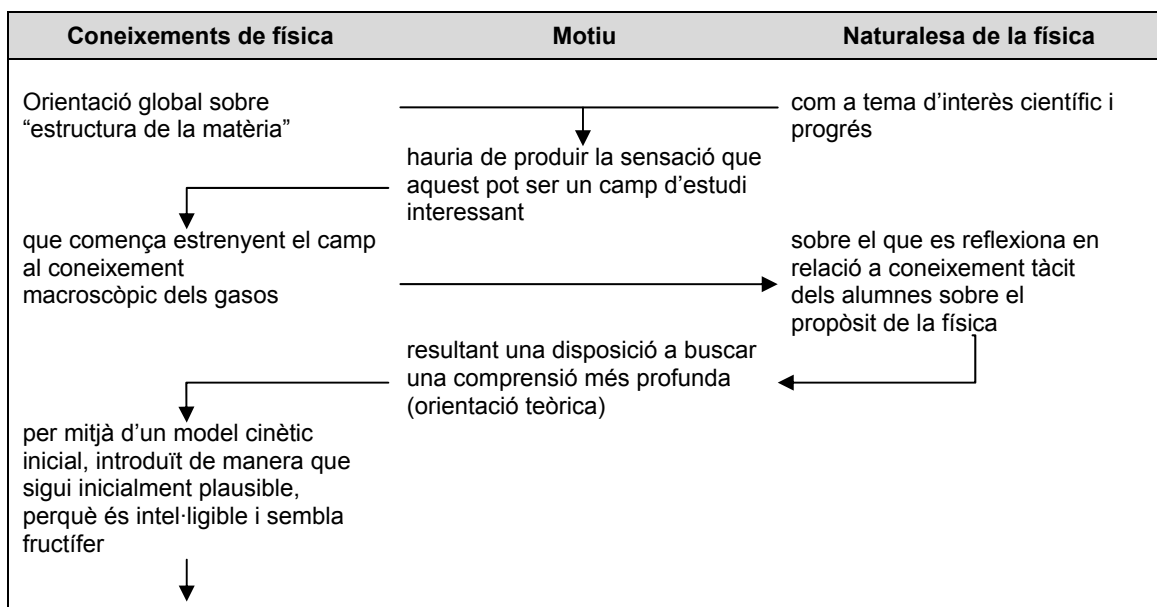 Coneixements de física
Motiu
Naturalesa de la física
Orientació global sobre
“estructura de la matèria”
com a tema d’interès científic i
progrés
hauria de produir la sensació que
aquest pot ser un camp d’estudi
interessant
que comença estrenyent el camp
al coneixement
macroscòpic dels gasos
sobre el que es reflexiona en
relació a coneixement tàcit
dels alumnes sobre el
propòsit de la física
resultant una disposició a buscar
una comprensió més profunda
(orientació teòrica)
per mitjà d’un model cinètic
inicial, introduït de manera que
sigui inicialment plausible,
perquè és intel·ligible i sembla
fructífer